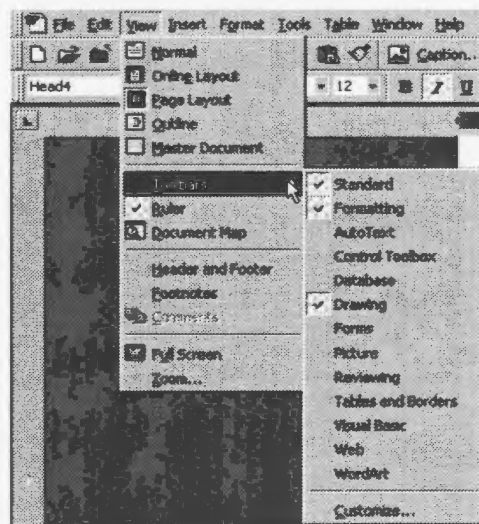 File Edit View Insert Format Tools Table Window Help
Caption...
Head4
12
B I U
Normal
Online Layout
Page Layout
Outline
Master Document
Toolbars
Ruler
Document Map
Header and Footer
Footnotes
Comments
Full Screen
Zoom...
Standard
Formatting
AutoText
Control Toolbox
Database
Drawing
Forms
Picture
Reviewing
Tables and Borders
Visual Basic
Web
WordArt
Customize...